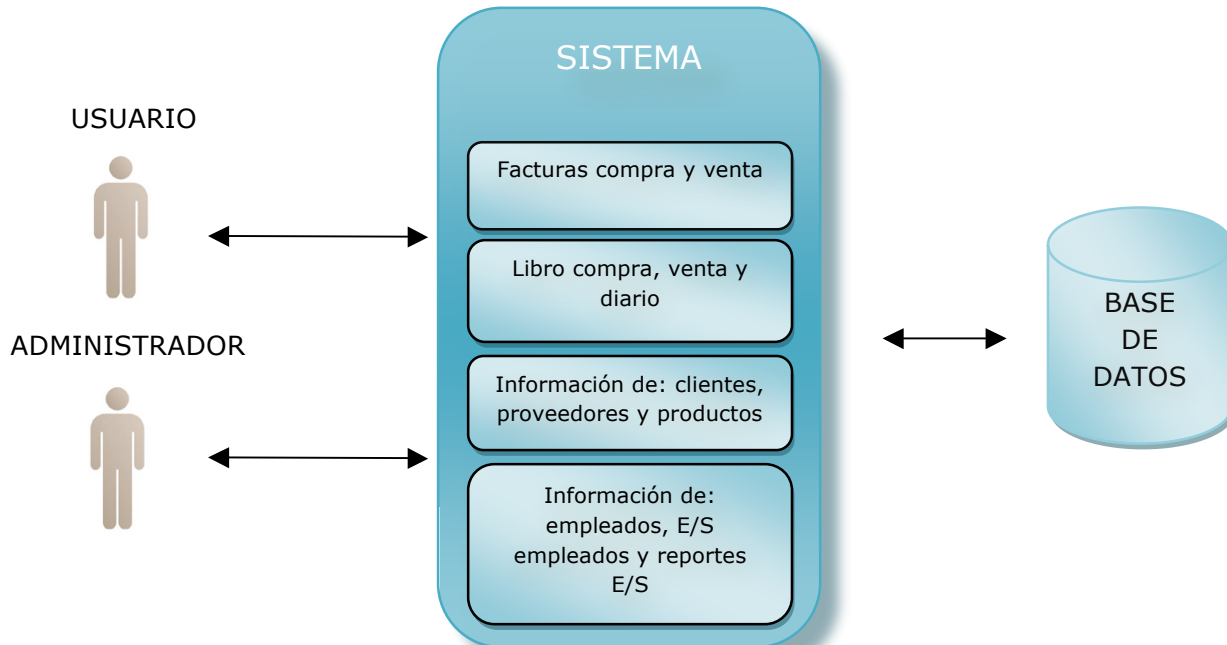 SISTEMA
USUARIO
Facturas compra y venta
Libro compra, venta y
diario
ADMINISTRADOR
Información de: clientes,
proveedores y productos
Información de:
empleados, E/S
empleados y reportes
E/S
BASE
DE
DATOS